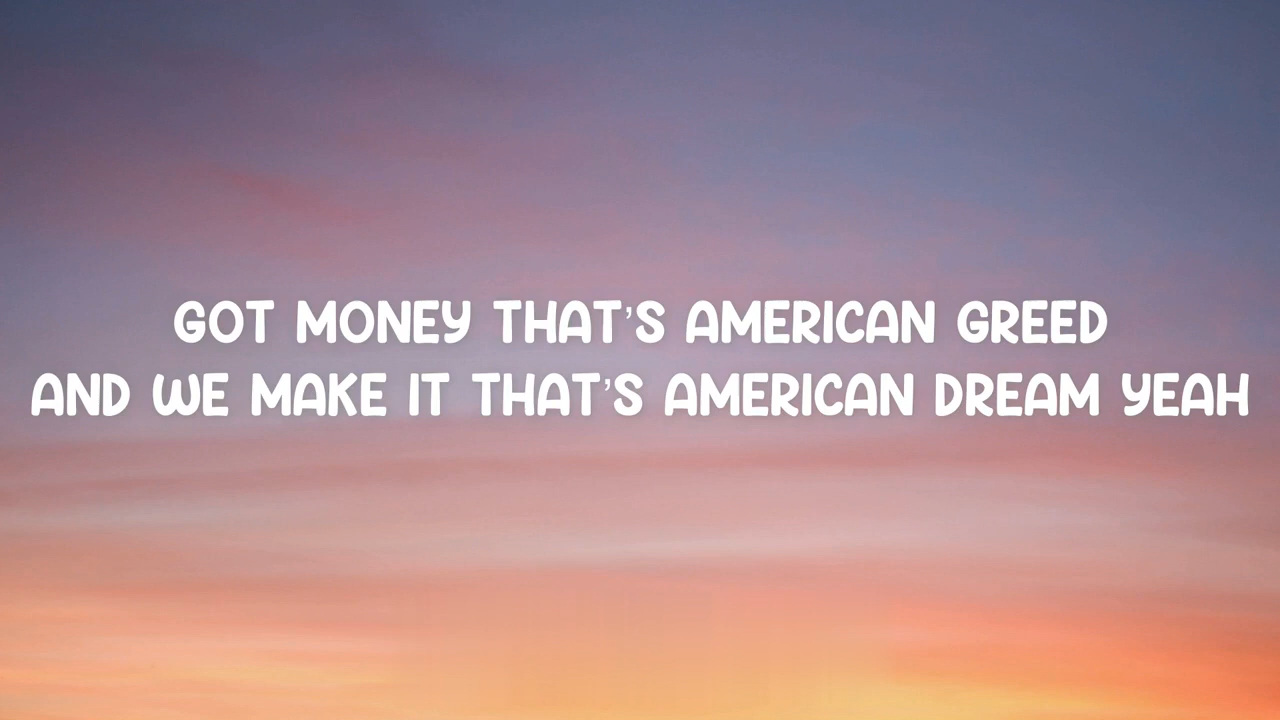 GOT MONEY THAT'S AMERICAN GREED
AND WE MAKE IT THAT'S AMERICAN DREAM YEAH